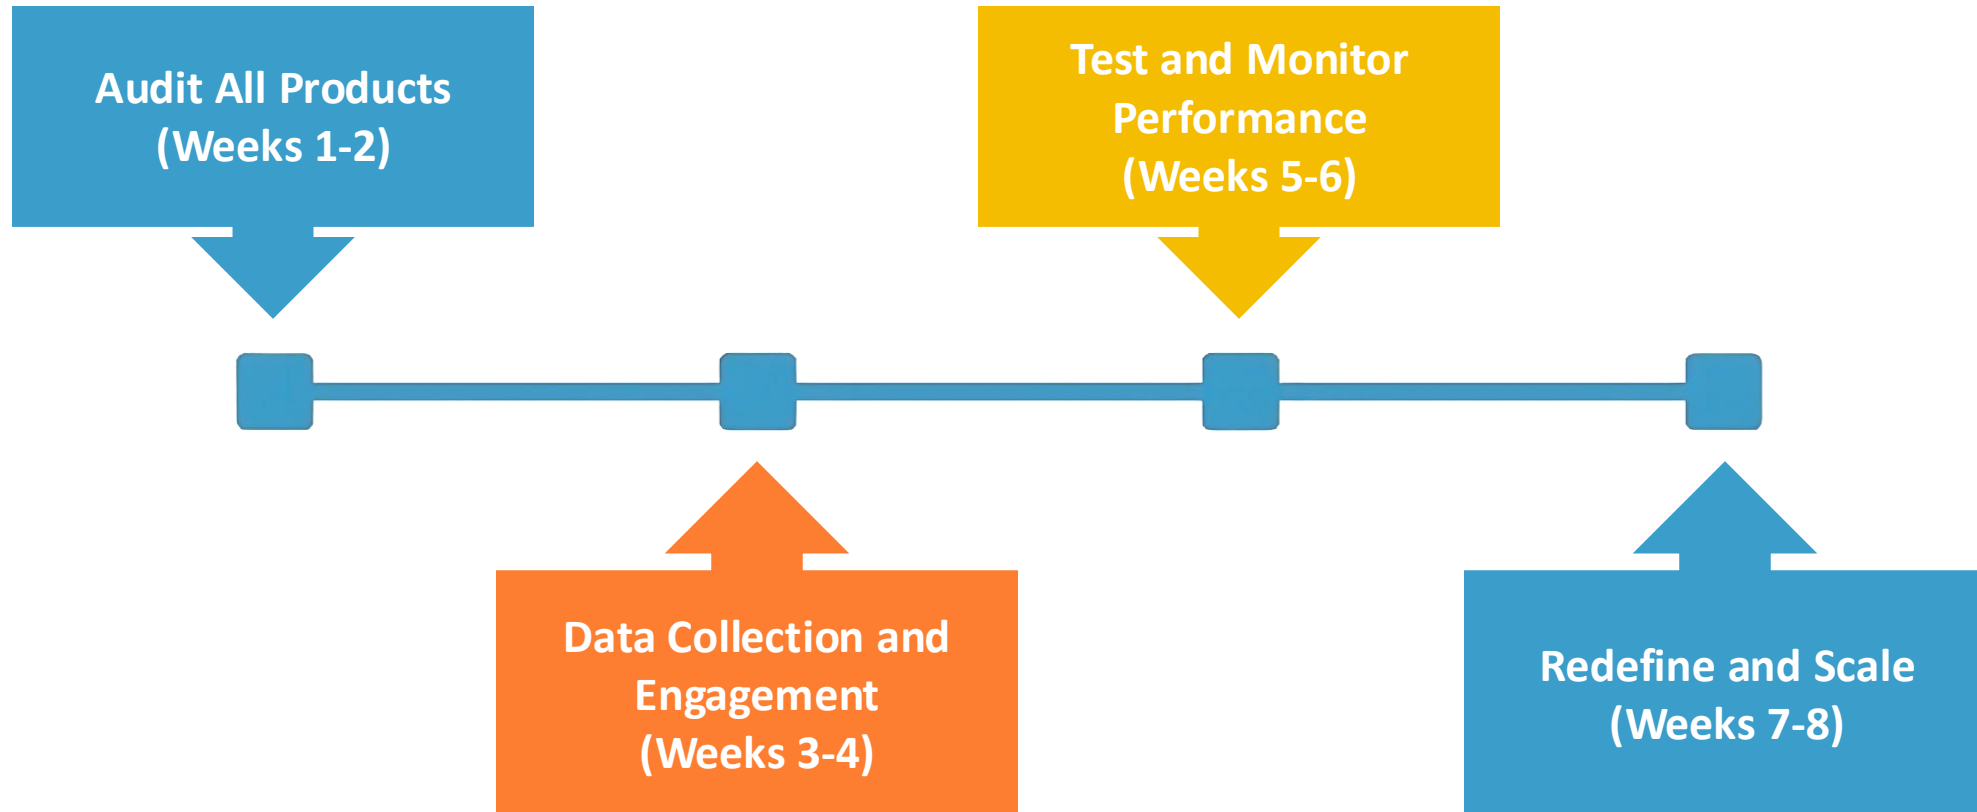 Audit All Products
(Weeks 1-2)
Test and Monitor
Performance
(Weeks 5-6)
Data Collection and
Engagement
(Weeks 3-4)
Redefine and Scale
(Weeks 7-8)